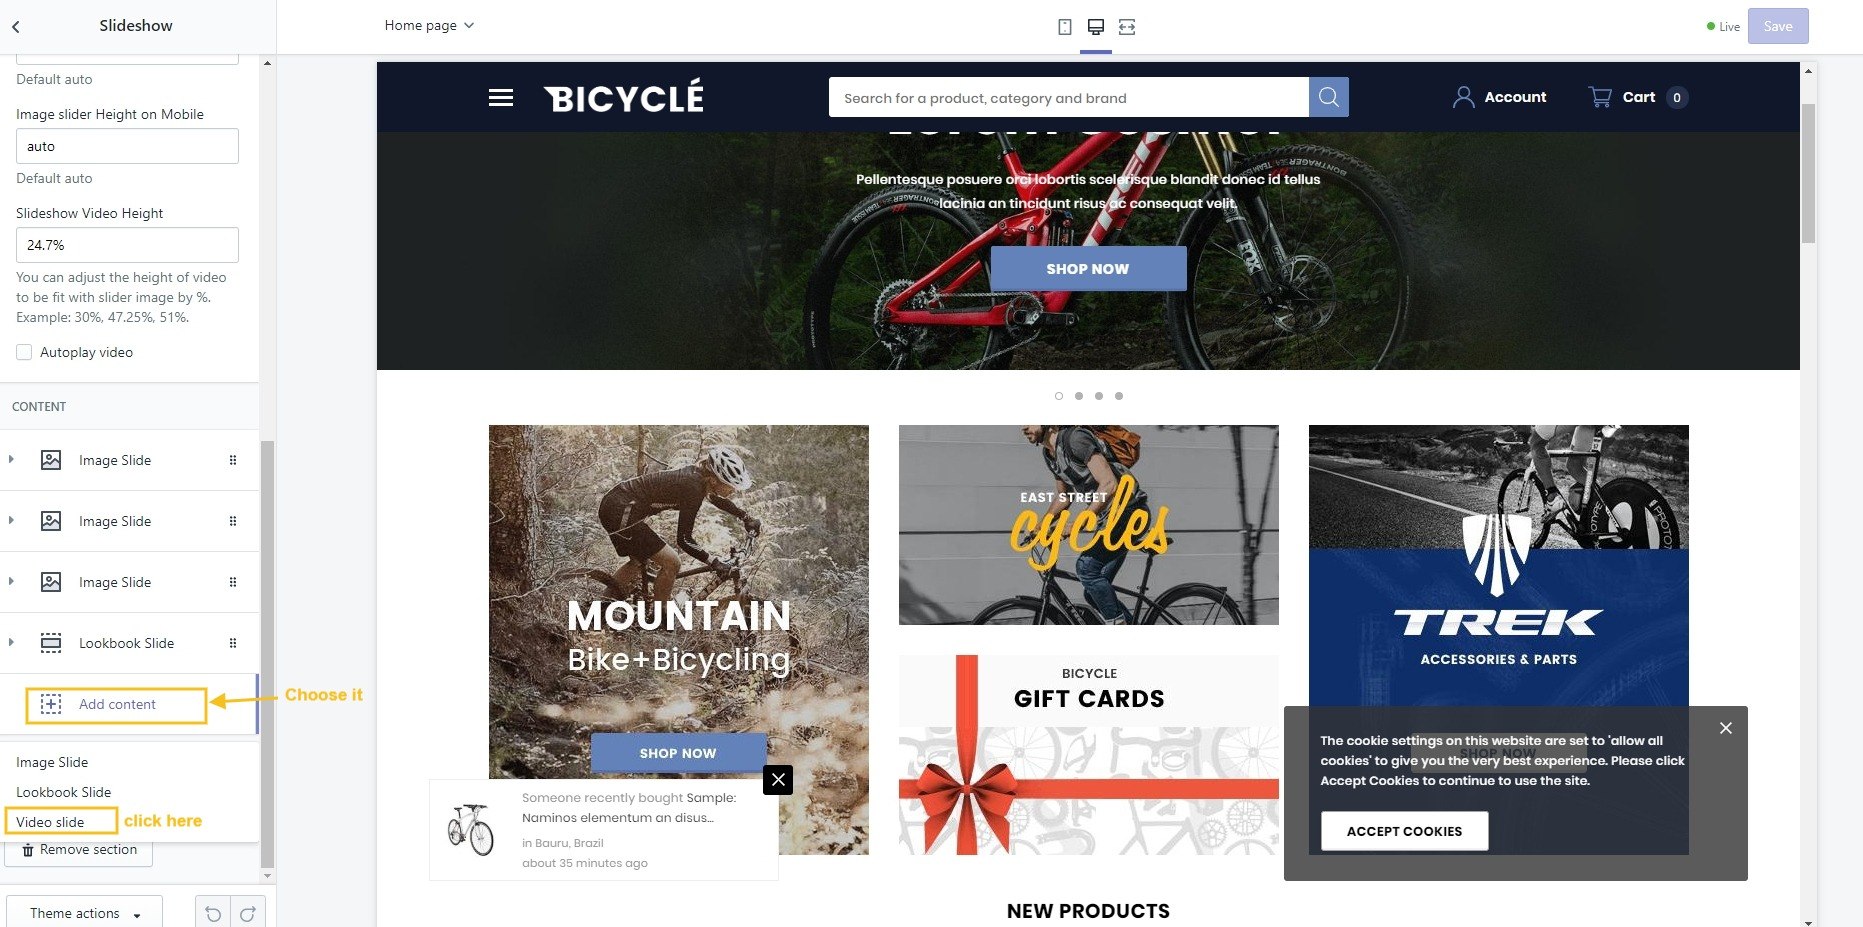 Slideshow
Home page
Live
Save
Default auto
Image slider Height on Mobile
auto
Default auto
Slideshow Video Height
24.7%
You can adjust the height of video
to be fit with slider image by %.
Example: 30%, 47.25%, 51%.
Autoplay video
CONTENT
Image Slide
Image Slide
Image Slide
Lookbook Slide
Add content
Choose it
Image Slide
Lookbook Slide
Video slide
click here
Remove section
Theme actions
BICYCLÉ
Search for a product, category and brand
Account
Cart
0
Pellentesque posuere orci lobortis scelerisque blandit donec id tellus
lacinia an tincidunt risus ac consequat velit.
SHOP NOW
MOUNTAIN
Bike+Bicycling
SHOP NOW
EAST STREET
cycles
BICYCLE
GIFT CARDS
TREK
ACCESSORIES & PARTS
SHOP NOW
Someone recently bought Sample:
Naminos elementum an disus...
in Bauru, Brazil
about 35 minutes ago
The cookie settings on this website are set to 'allow all
cookies' to give you the very best experience. Please click
Accept Cookies to continue to use the site.
ACCEPT COOKIES
NEW PRODUCTS